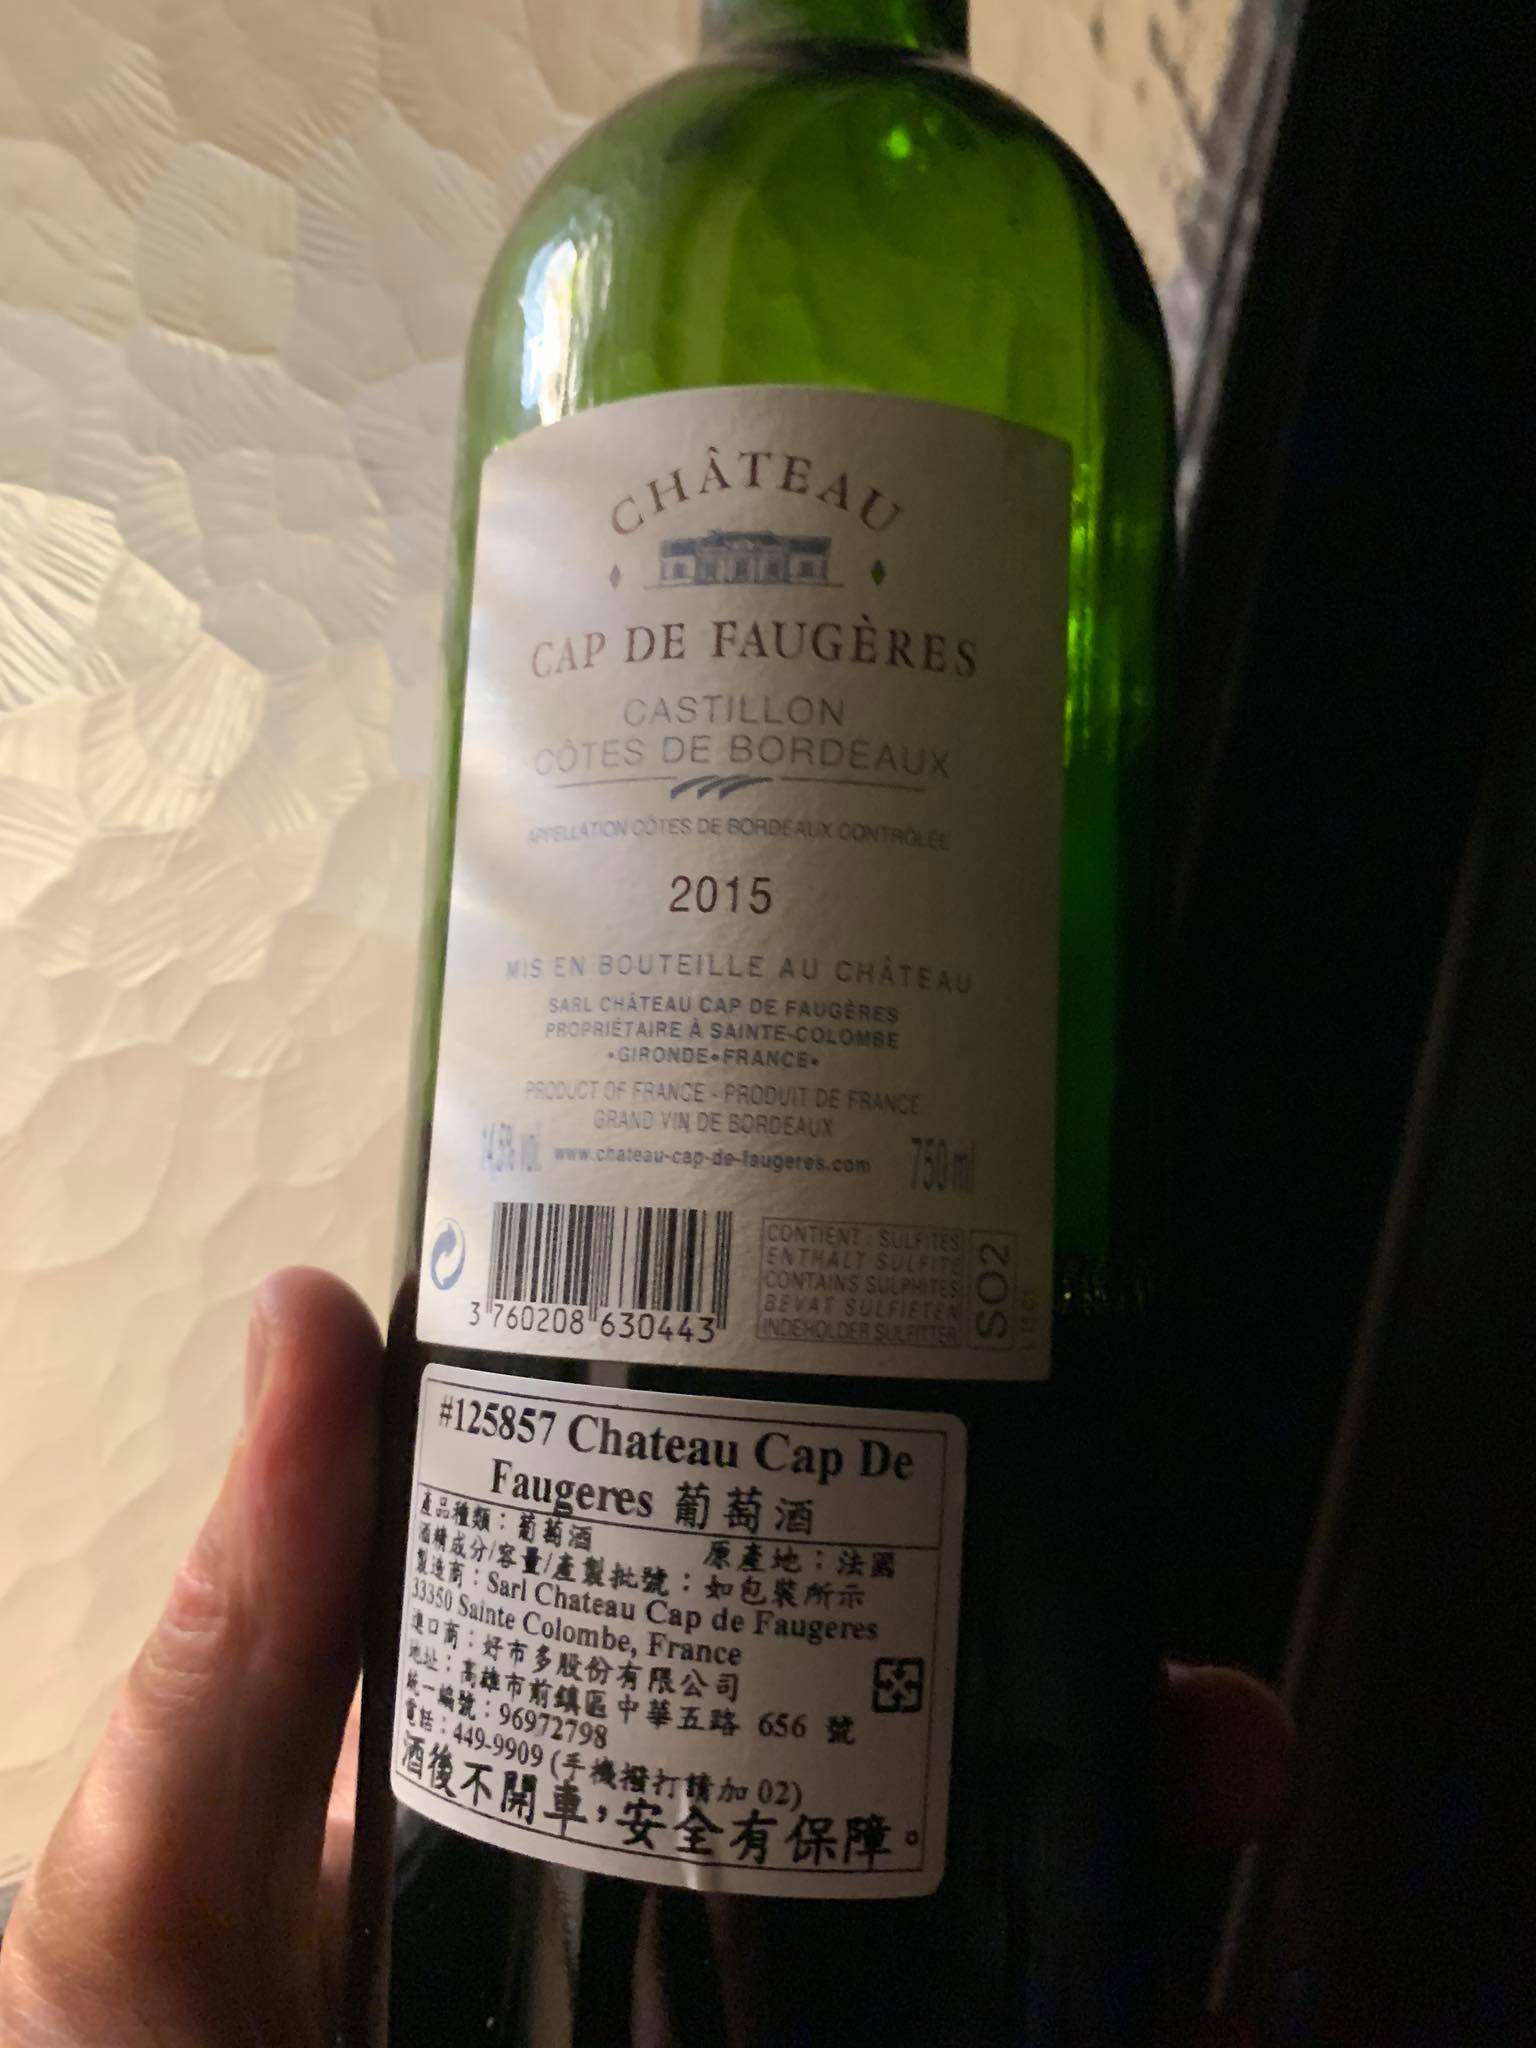 CHÂTEAU
CAP DE FAUGÈRES
CASTILLON
CÔTES DE BORDEAUX
APPELLATION CÔTES DE BORDEAUX CONTRÔLÉE
2015
MIS EN BOUTEILLE AU CHÂTEAU
SARL CHÂTEAU CAP DE FAUGÈRES
PROPRIÉTAIRE À SAINTE-COLOMBE
•GIRONDE•FRANCE•
PRODUCT OF FRANCE - PRODUIT DE FRANCE
GRAND VIN DE BORDEAUX
14,5% vol. www.chateau-cap-de-faugeres.com 750 ml
3 760208 630443
CONTIENT : SULFITES
ENTHÄLT SULFITE
CONTAINS SULPHITES
BEVAT SULFIETEN
INDEHOLDER SULFITTER
SO2
#125857 Chateau Cap De
Faugeres 葡萄酒
產品種類：葡萄酒 原產地：法國
酒精成分/容量/產製批號：如包裝所示
製造商：Sarl Chateau Cap de Faugeres
33350 Sainte Colombe, France
進口商：好市多股份有限公司
地址：高雄市前鎮區中華五路 656 號
統一編號：96972798
電話：449-9909 (手機撥打請加 02)
酒後不開車，安全有保障。